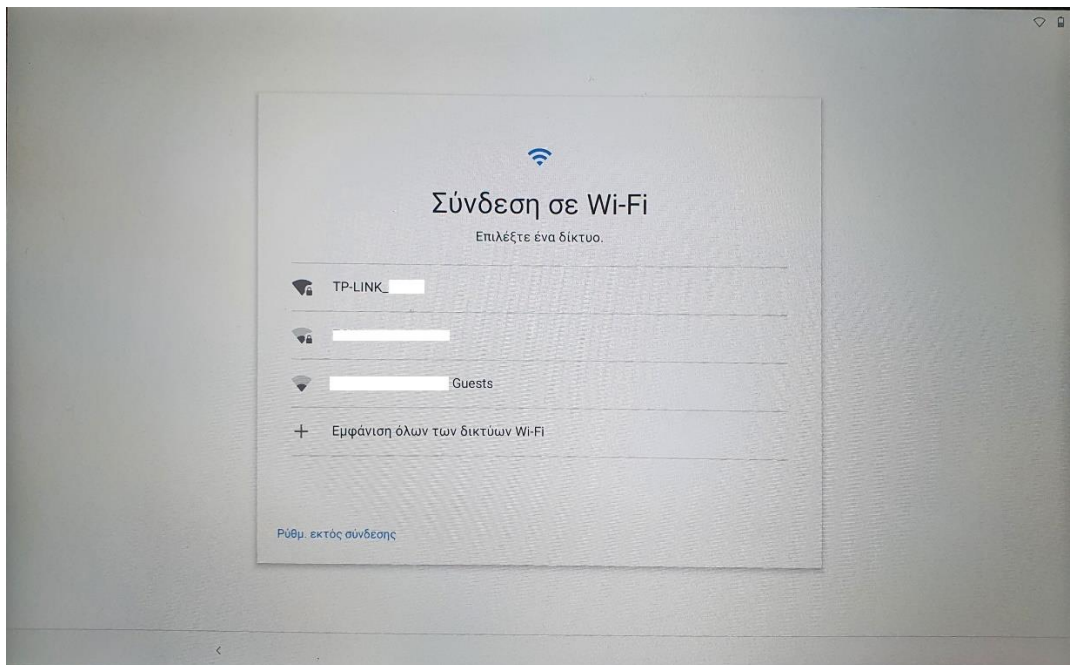 Σύνδεση σε Wi-Fi
Επιλέξτε ένα δίκτυο.
TP-LINK_
Guests
Εμφάνιση όλων των δικτύων Wi-Fi
Ρύθμ. εκτός σύνδεσης